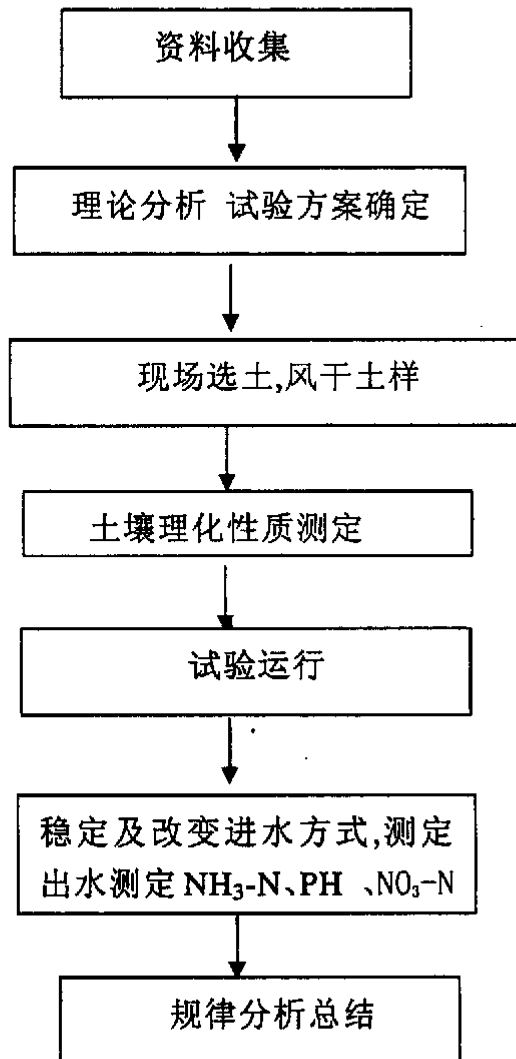 资料收集
理论分析 试验方案确定
现场选土,风干土样
土壤理化性质测定
试验运行
稳定及改变进水方式,测定
出水测定NH₃-N、PH 、NO₃-N
规律分析总结